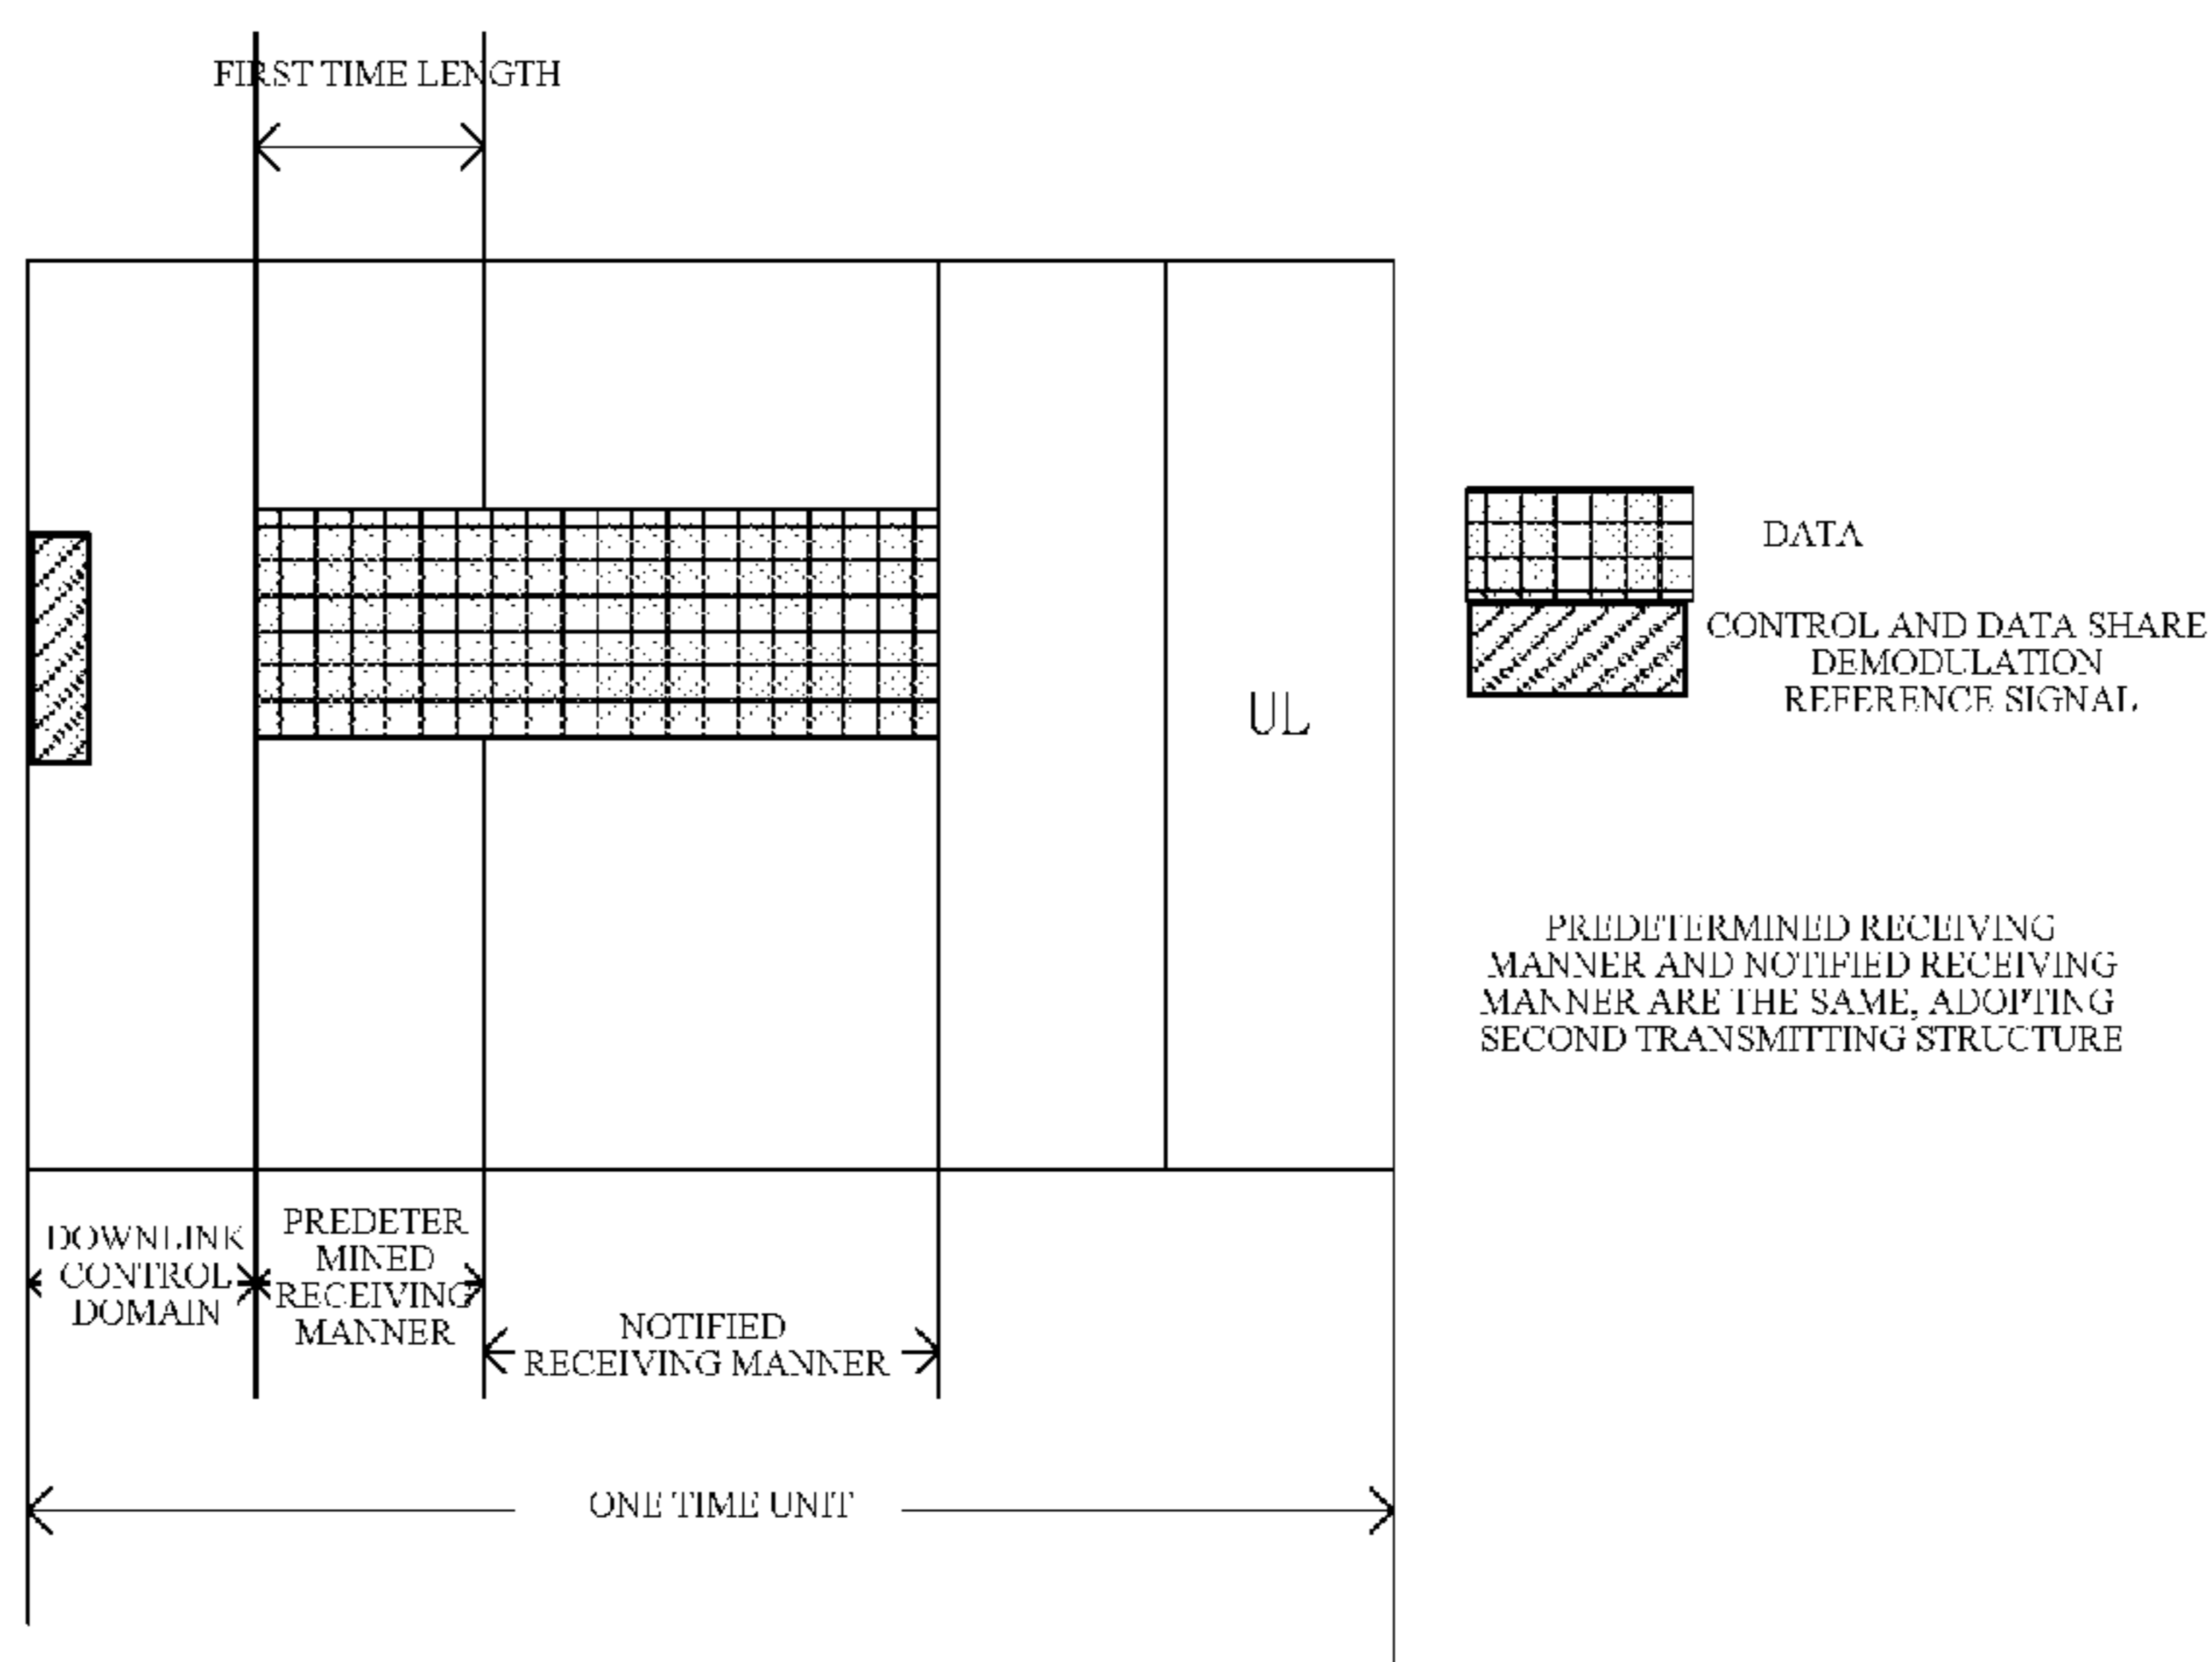 FIRST TIME LENGTH
DATA
CONTROL AND DATA SHARE
DEMODULATION
REFERENCE SIGNAL
UL
PREDETERMINED RECEIVING
MANNER AND NOTIFIED RECEIVING
MANNER ARE THE SAME, ADOPTING
SECOND TRANSMITTING STRUCTURE
DOWNLINK
CONTROL
DOMAIN
PREDETER
MINED
RECEIVING
MANNER
NOTIFIED
RECEIVING MANNER
ONE TIME UNIT